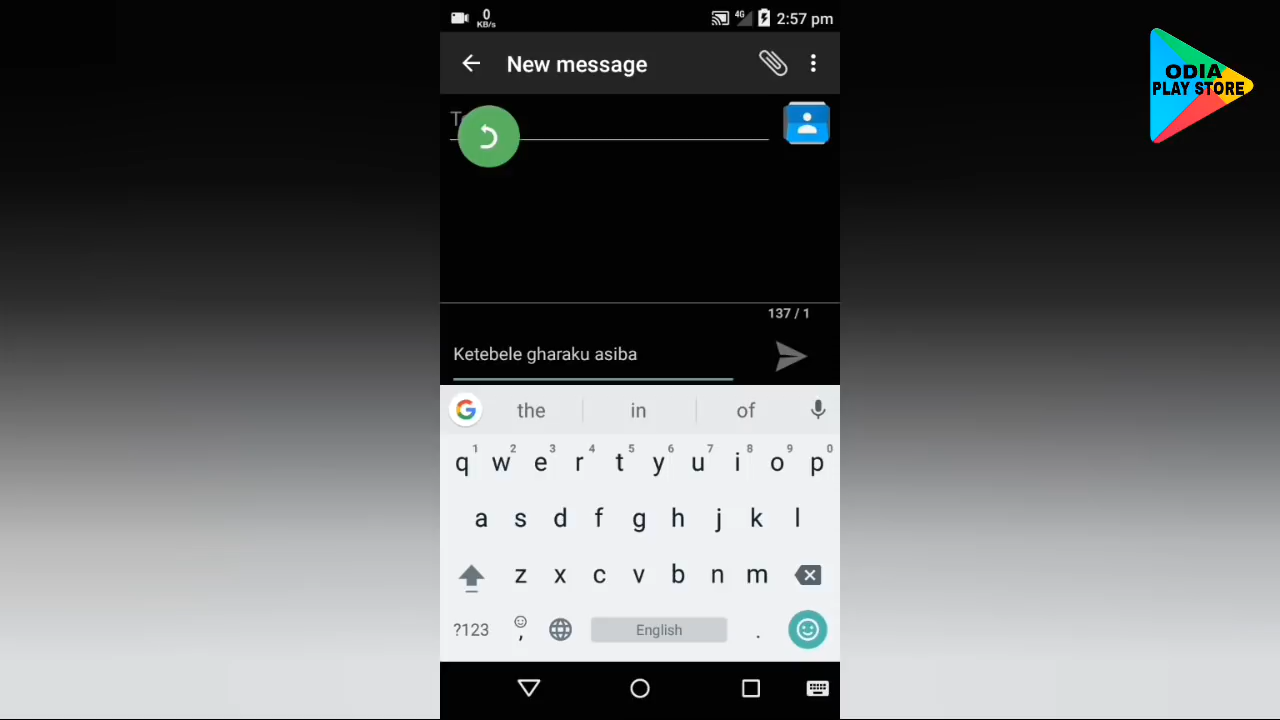 0
KB/s
4G
2:57 pm
New message
ODIA
PLAY STORE
137 / 1
Ketebele gharaku asiba
the in of
q w e r t y u i o p
1 2 3 4 5 6 7 8 9 0
a s d f g h j k l
z x c v b n m
?123 , English .